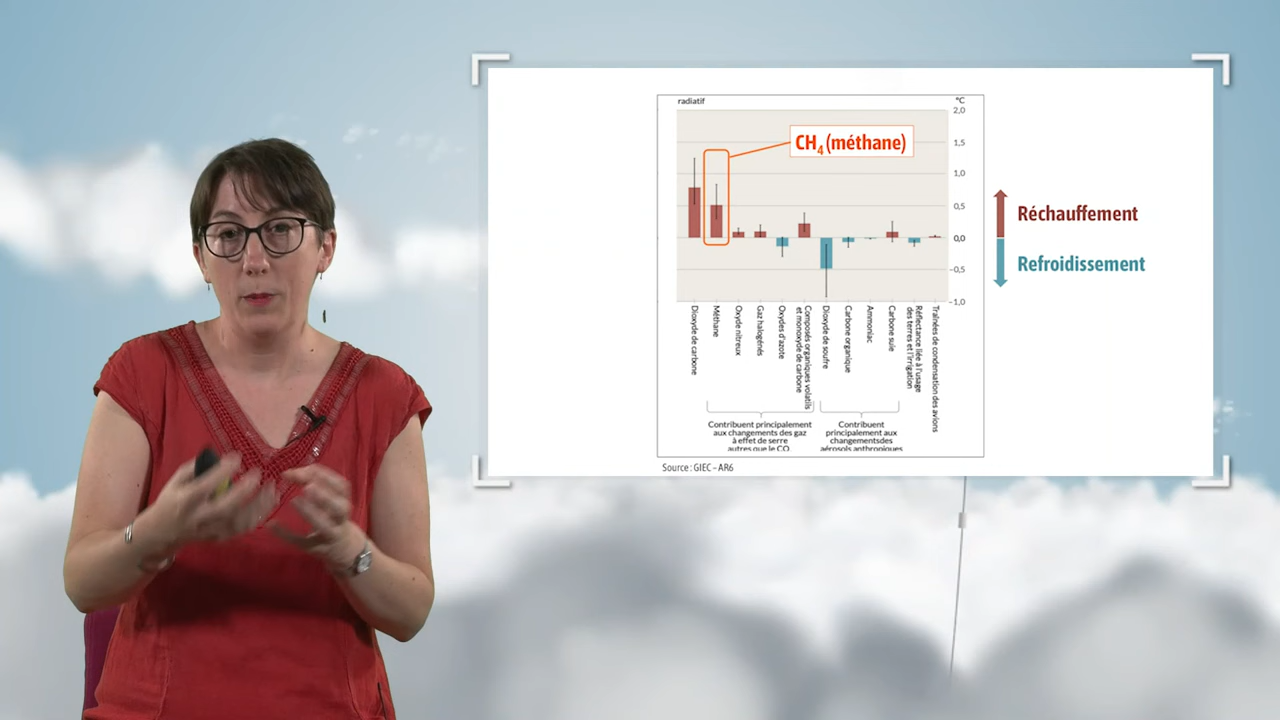 radiatif
°C
2,0
1,5
1,0
0,5
0,0
-0,5
-1,0
CH4 (méthane)
Réchauffement
Refroidissement
Dioxyde de carbone
Méthane
Oxyde nitreux
Gaz halogénés
Oxydes d'azote
Composés organiques volatils
et monoxyde de carbone
Dioxyde de soufre
Carbone organique
Ammoniac
Carbone suie
Réflectance liée à l'usage
des terres et l'irrigation
Traînées de condensation des avions
Contribuent principalement
aux changements des gaz
à effet de serre
autres que le CO
Contribuent
principalement aux
changementsdes
aérosols anthropiques
Source : GIEC – AR6